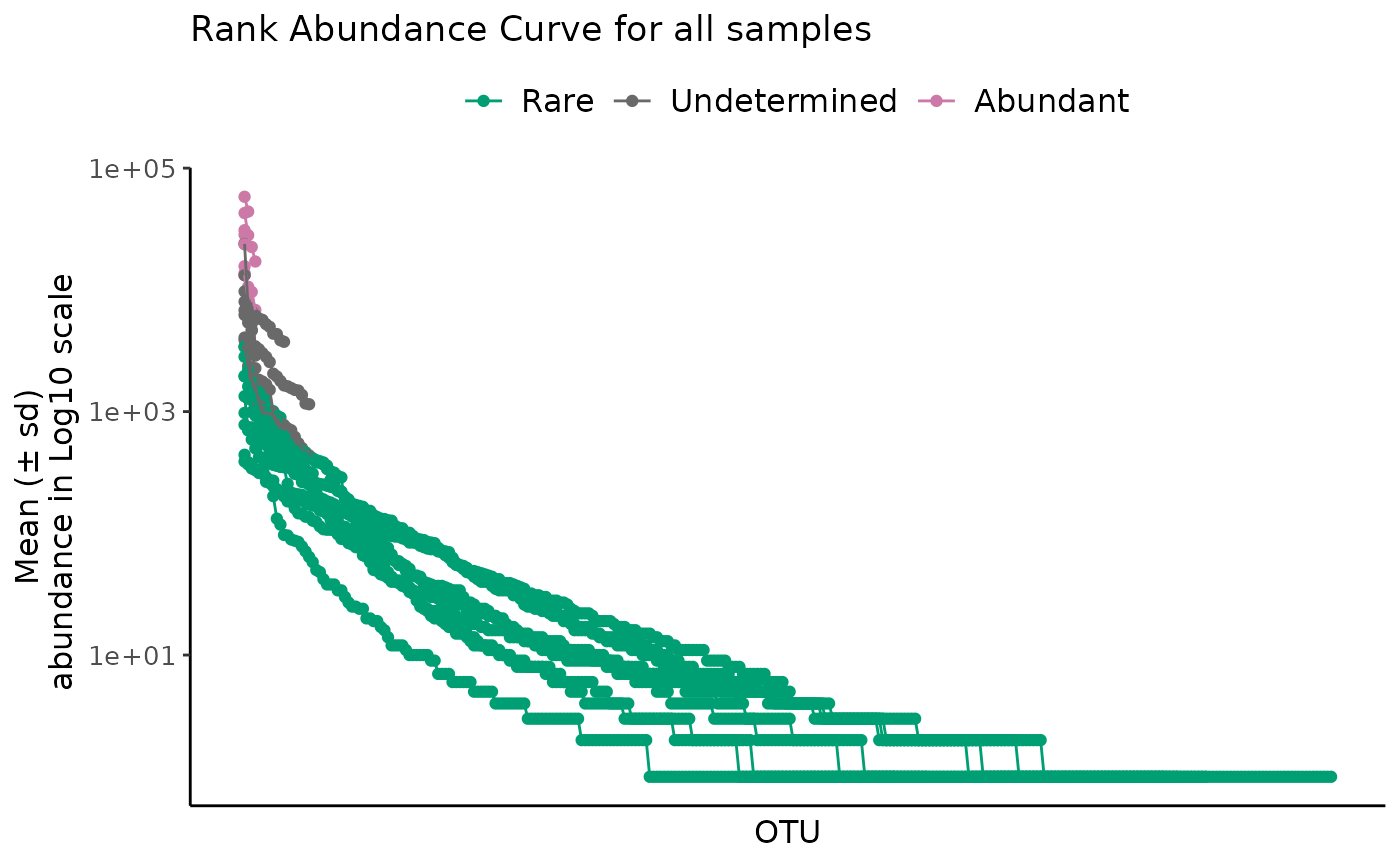 Rank Abundance Curve for all samples
Rare Undetermined Abundant
1e+05
1e+03
1e+01
Mean (± sd)
abundance in Log10 scale
OTU